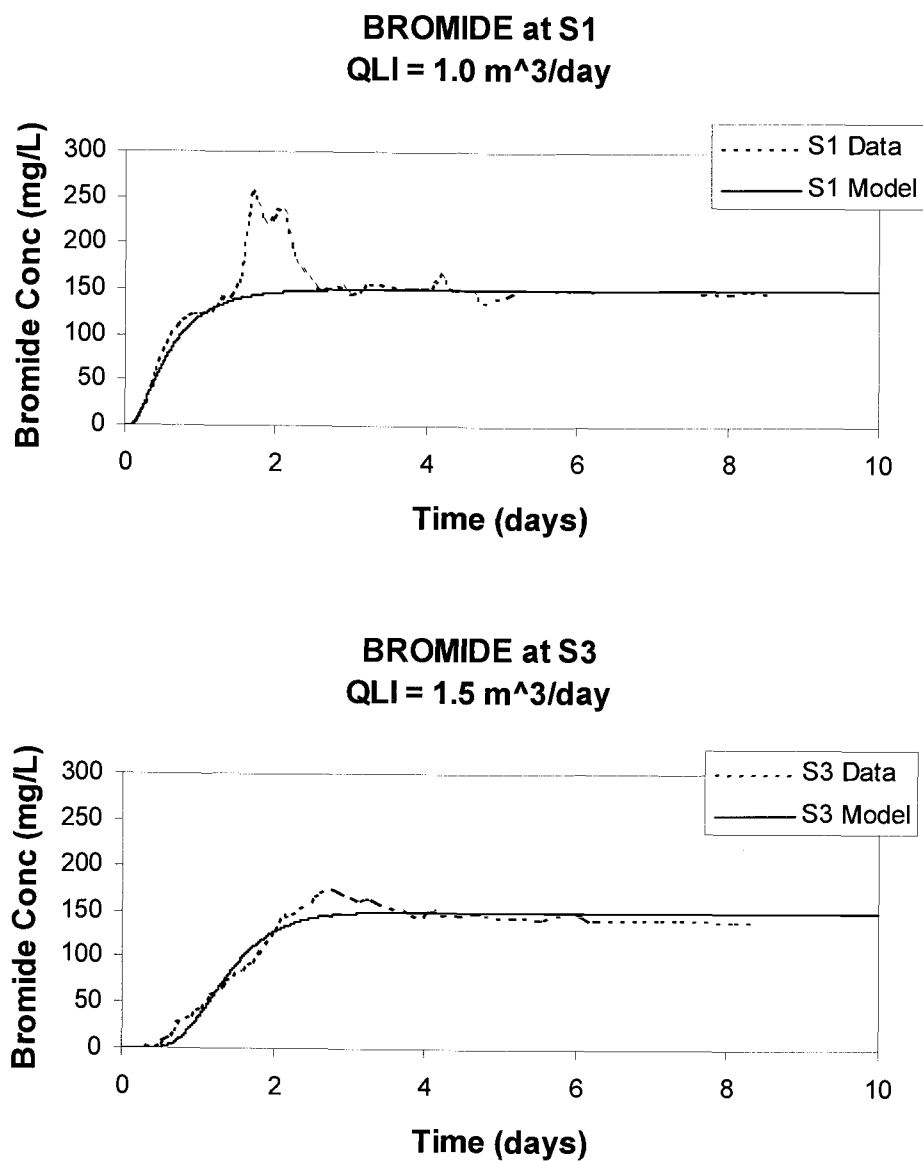 BROMIDE at S1
QLI = 1.0 m^3/day
Bromide Conc (mg/L)
300
250
200
150
100
50
0
0
2
4
6
8
10
Time (days)
S1 Data
S1 Model
BROMIDE at S3
QLI = 1.5 m^3/day
Bromide Conc (mg/L)
300
250
200
150
100
50
0
0
2
4
6
8
10
Time (days)
S3 Data
S3 Model